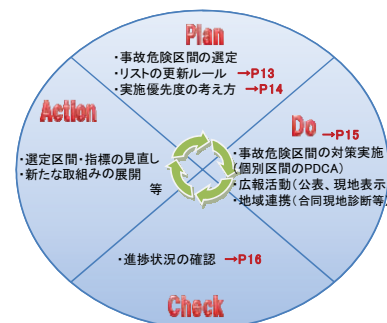 Plan
・事故危険区間の選定
・リストの更新ルール →P13
・実施優先度の考え方 →P14
Action
・選定区間・指標の見直し
・新たな取組みの展開
等
Do →P15
・事故危険区間の対策実施
(個別区間のPDCA)
・広報活動(公表、現地表示
・地域連携(合同現地診断等)
・進捗状況の確認 →P16
Check